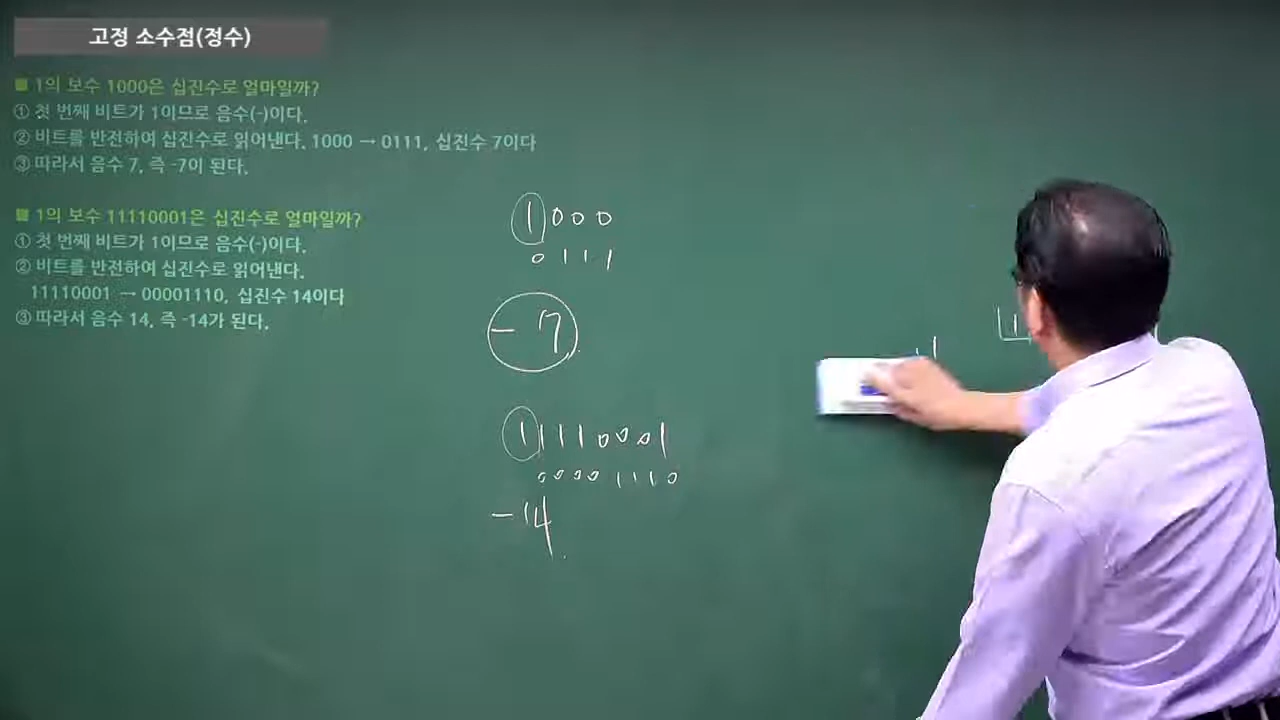 고정 소수점(정수)
■ 1의 보수 1000은 십진수로 얼마일까?
① 첫 번째 비트가 1이므로 음수(-)이다.
② 비트를 반전하여 십진수로 읽어낸다. 1000 → 0111, 십진수 7이다
③ 따라서 음수 7, 즉 -7이 된다.
■ 1의 보수 11110001은 십진수로 얼마일까?
① 첫 번째 비트가 1이므로 음수(-)이다.
② 비트를 반전하여 십진수로 읽어낸다.
11110001 → 00001110, 십진수 14이다
③ 따라서 음수 14, 즉 -14가 된다.
1000
0111
-7
11110001
00001110
-14